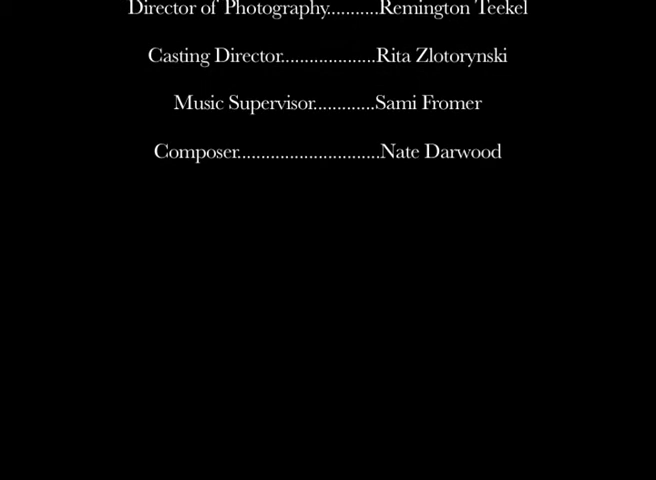 Director of Photography..........Remington Teekel
Casting Director....................Rita Zlotorynski
Music Supervisor.............Sami Fromer
Composer.............................Nate Darwood